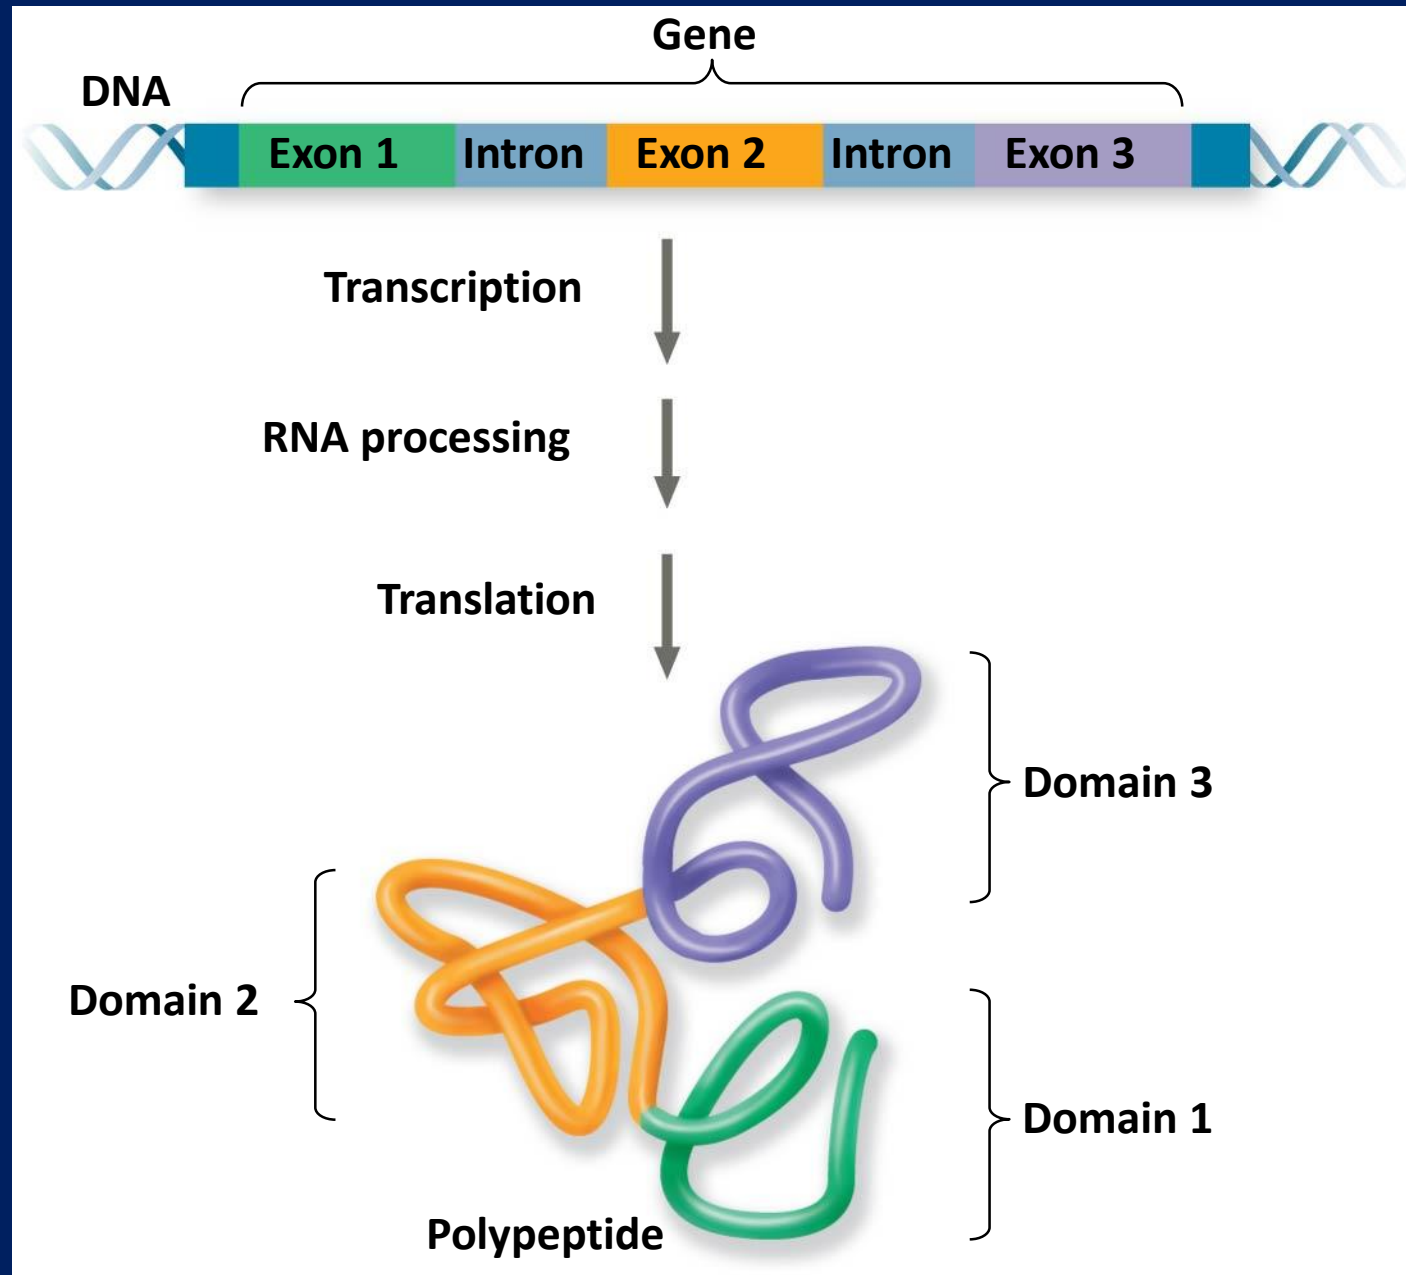 Gene
DNA
Exon 1 Intron Exon 2 Intron Exon 3
Transcription
RNA processing
Translation
Domain 3
Domain 2
Domain 1
Polypeptide